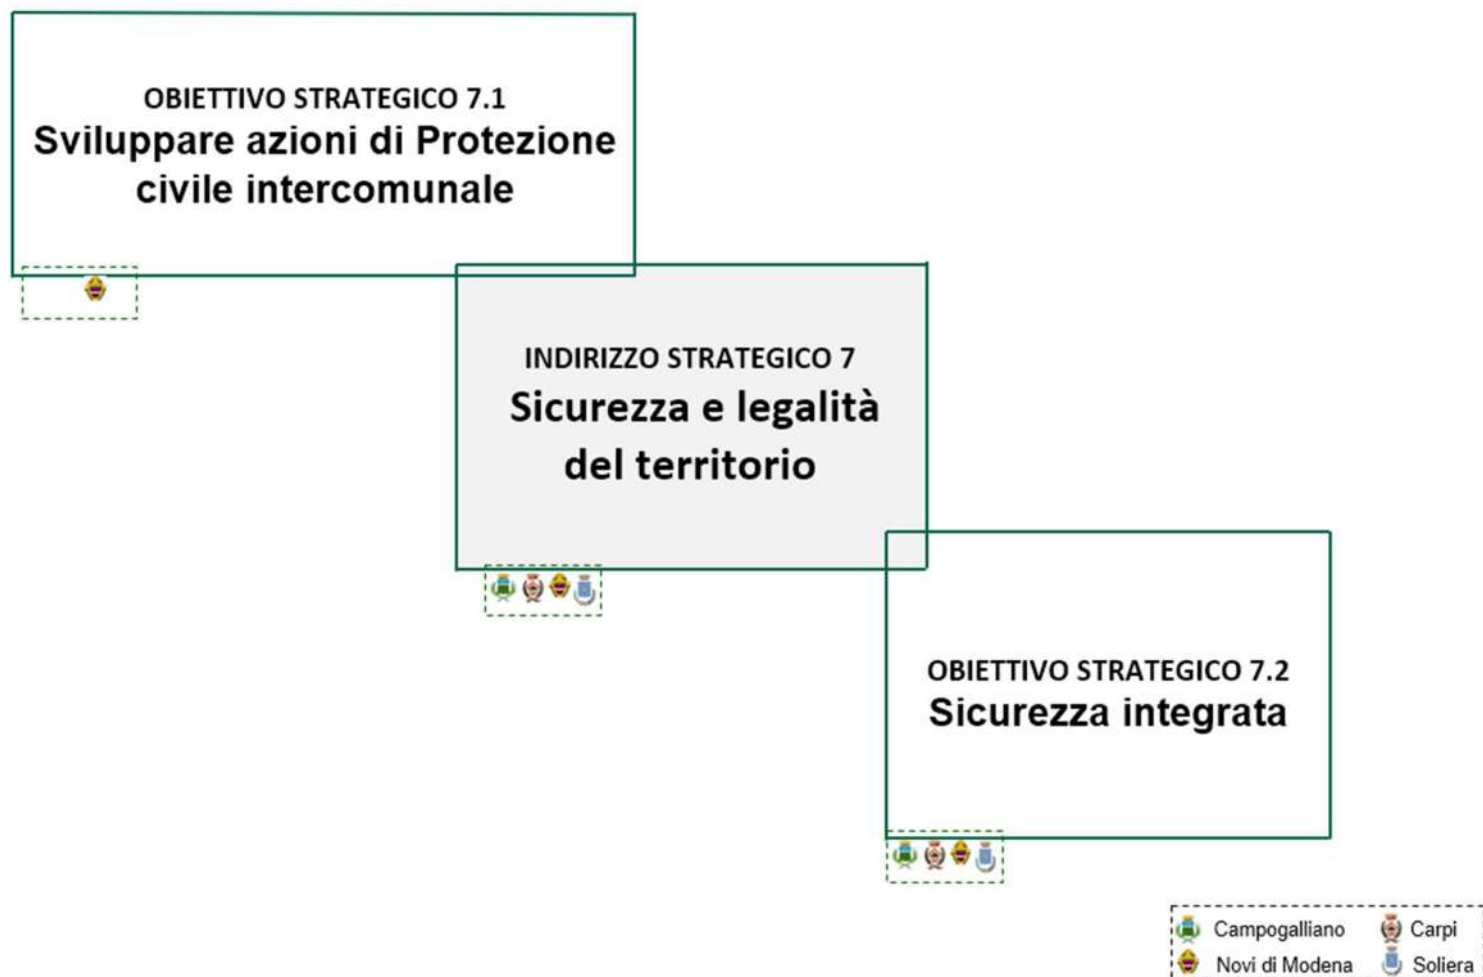 OBIETTIVO STRATEGICO 7.1
Sviluppare azioni di Protezione
civile intercomunale
INDIRIZZO STRATEGICO 7
Sicurezza e legalità
del territorio
OBIETTIVO STRATEGICO 7.2
Sicurezza integrata
Campogalliano Carpi
Novi di Modena Soliera